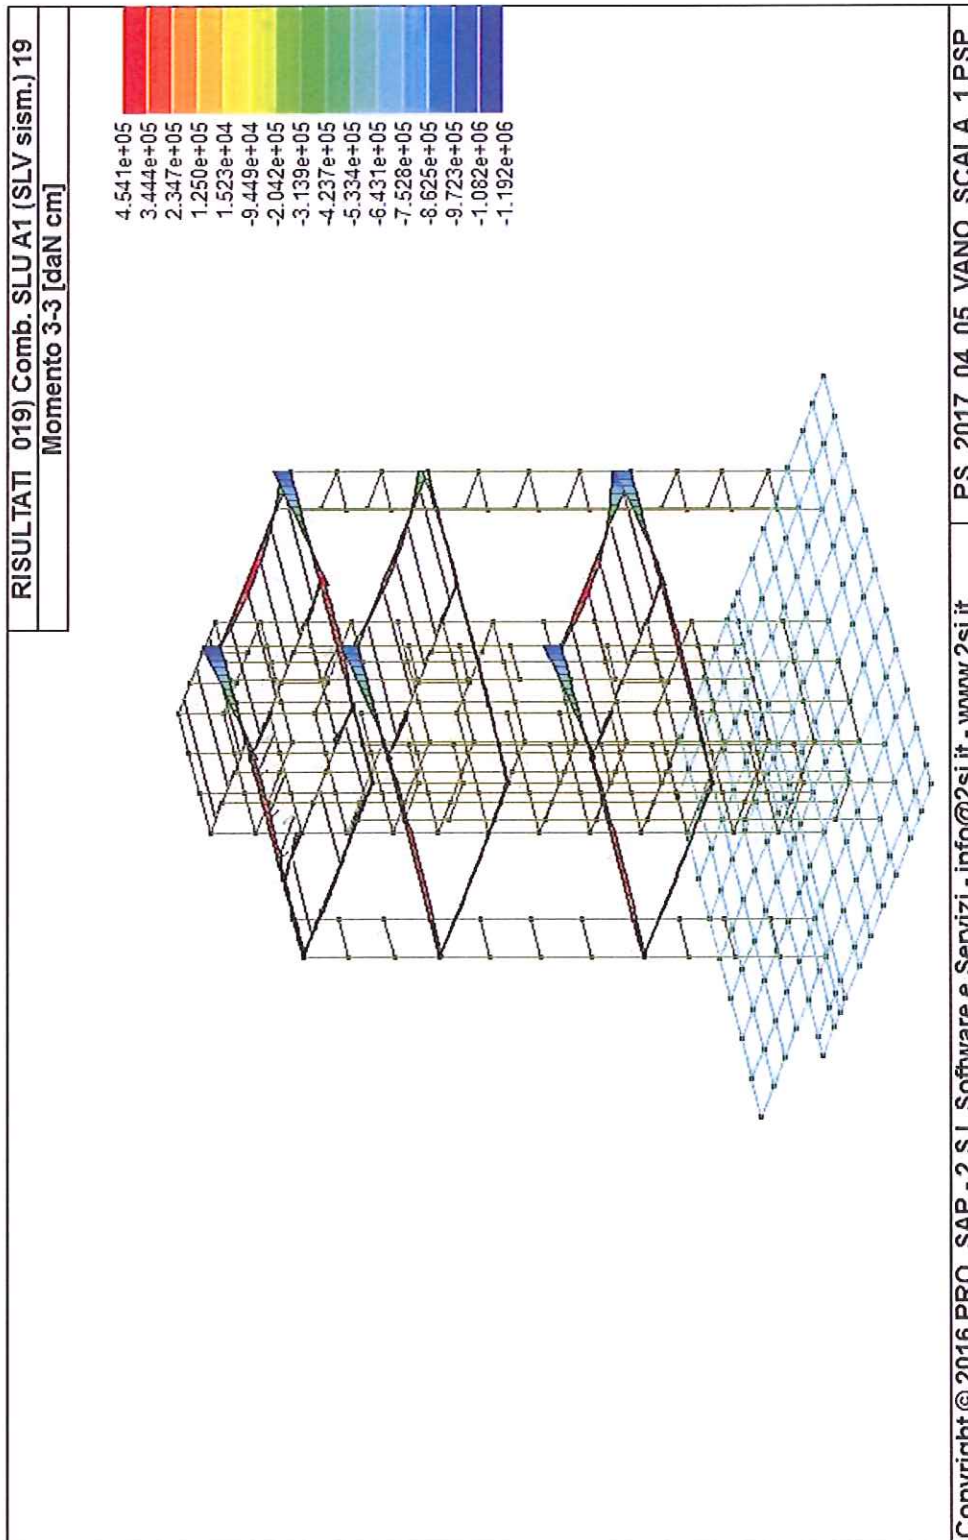 RISULTATI 019) Comb. SLU A1 (SLV sism.) 19
Momento 3-3 [daN cm]
4.541e+05
3.444e+05
2.347e+05
1.250e+05
1.523e+04
-9.449e+04
-2.042e+05
-3.139e+05
-4.237e+05
-5.334e+05
-6.431e+05
-7.528e+05
-8.625e+05
-9.723e+05
-1.082e+06
-1.192e+06
Copyright © 2016 PRO_SAP - 2 S.I. Software e Servizi - info@2si.it - www.2si.it
P.S_2017_04_05_VANO_SCALA_1.PSP